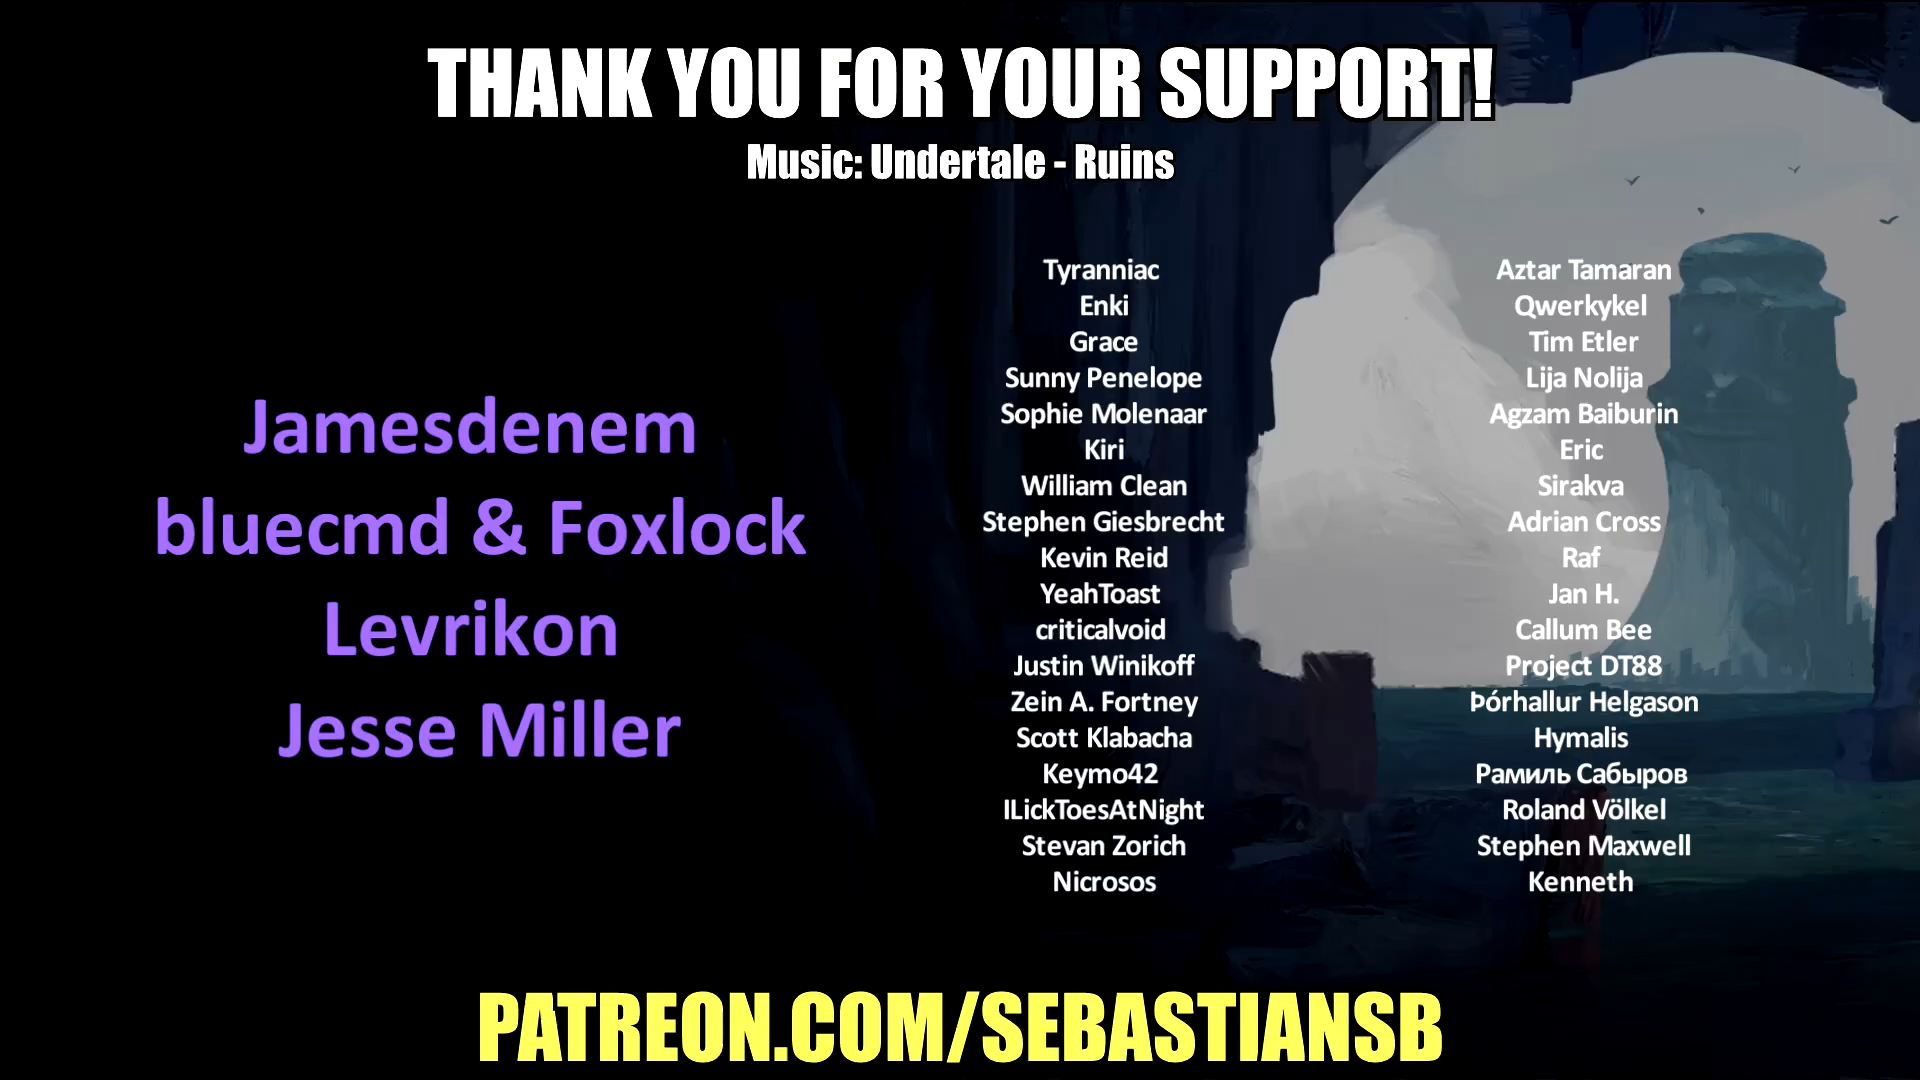 THANK YOU FOR YOUR SUPPORT!
Music: Undertale - Ruins
Jamesdenem
bluecmd & Foxlock
Levrikon
Jesse Miller
Tyranniac
Enki
Grace
Sunny Penelope
Sophie Molenaar
Kiri
William Clean
Stephen Giesbrecht
Kevin Reid
YeahToast
criticalvoid
Justin Winikoff
Zein A. Fortney
Scott Klabacha
Keymo42
ILickToesAtNight
Stevan Zorich
Nicrosos
Aztar Tamaran
Qwerkykel
Tim Etler
Lija Nolija
Agzam Baiburin
Eric
Sirakva
Adrian Cross
Raf
Jan H.
Callum Bee
Project DT88
Þórhallur Helgason
Hymalis
Рамиль Сабыров
Roland Völkel
Stephen Maxwell
Kenneth
PATREON.COM/SEBASTIANSB